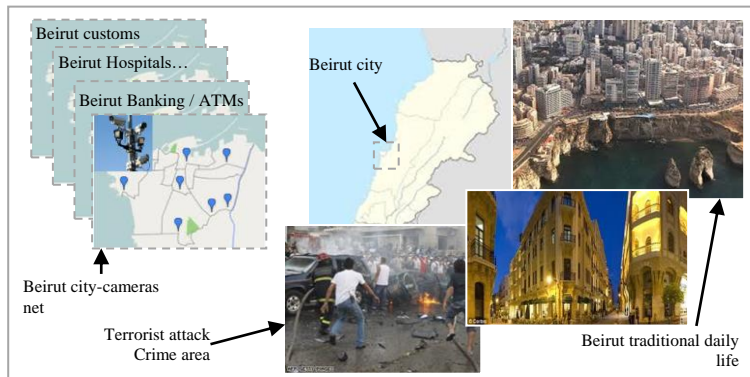 Beirut customs
Beirut Hospitals…
Beirut Banking / ATMs
Beirut city-cameras
net
Beirut city
Terrorist attack
Crime area
Beirut traditional daily
life